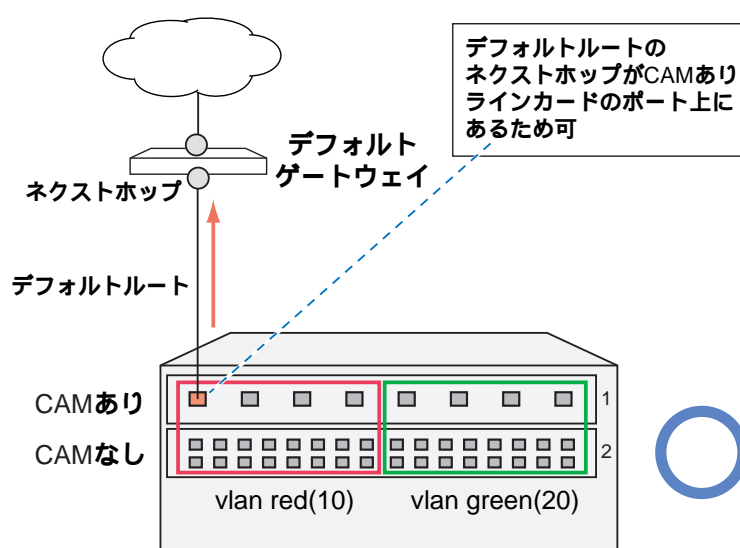 デフォルトルートの
ネクストホップがCAMあり
ラインカードのポート上に
あるため可
デフォルト
ゲートウェイ
ネクストホップ
デフォルトルート
CAMあり
1
CAMなし
2
vlan red(10)
vlan green(20)